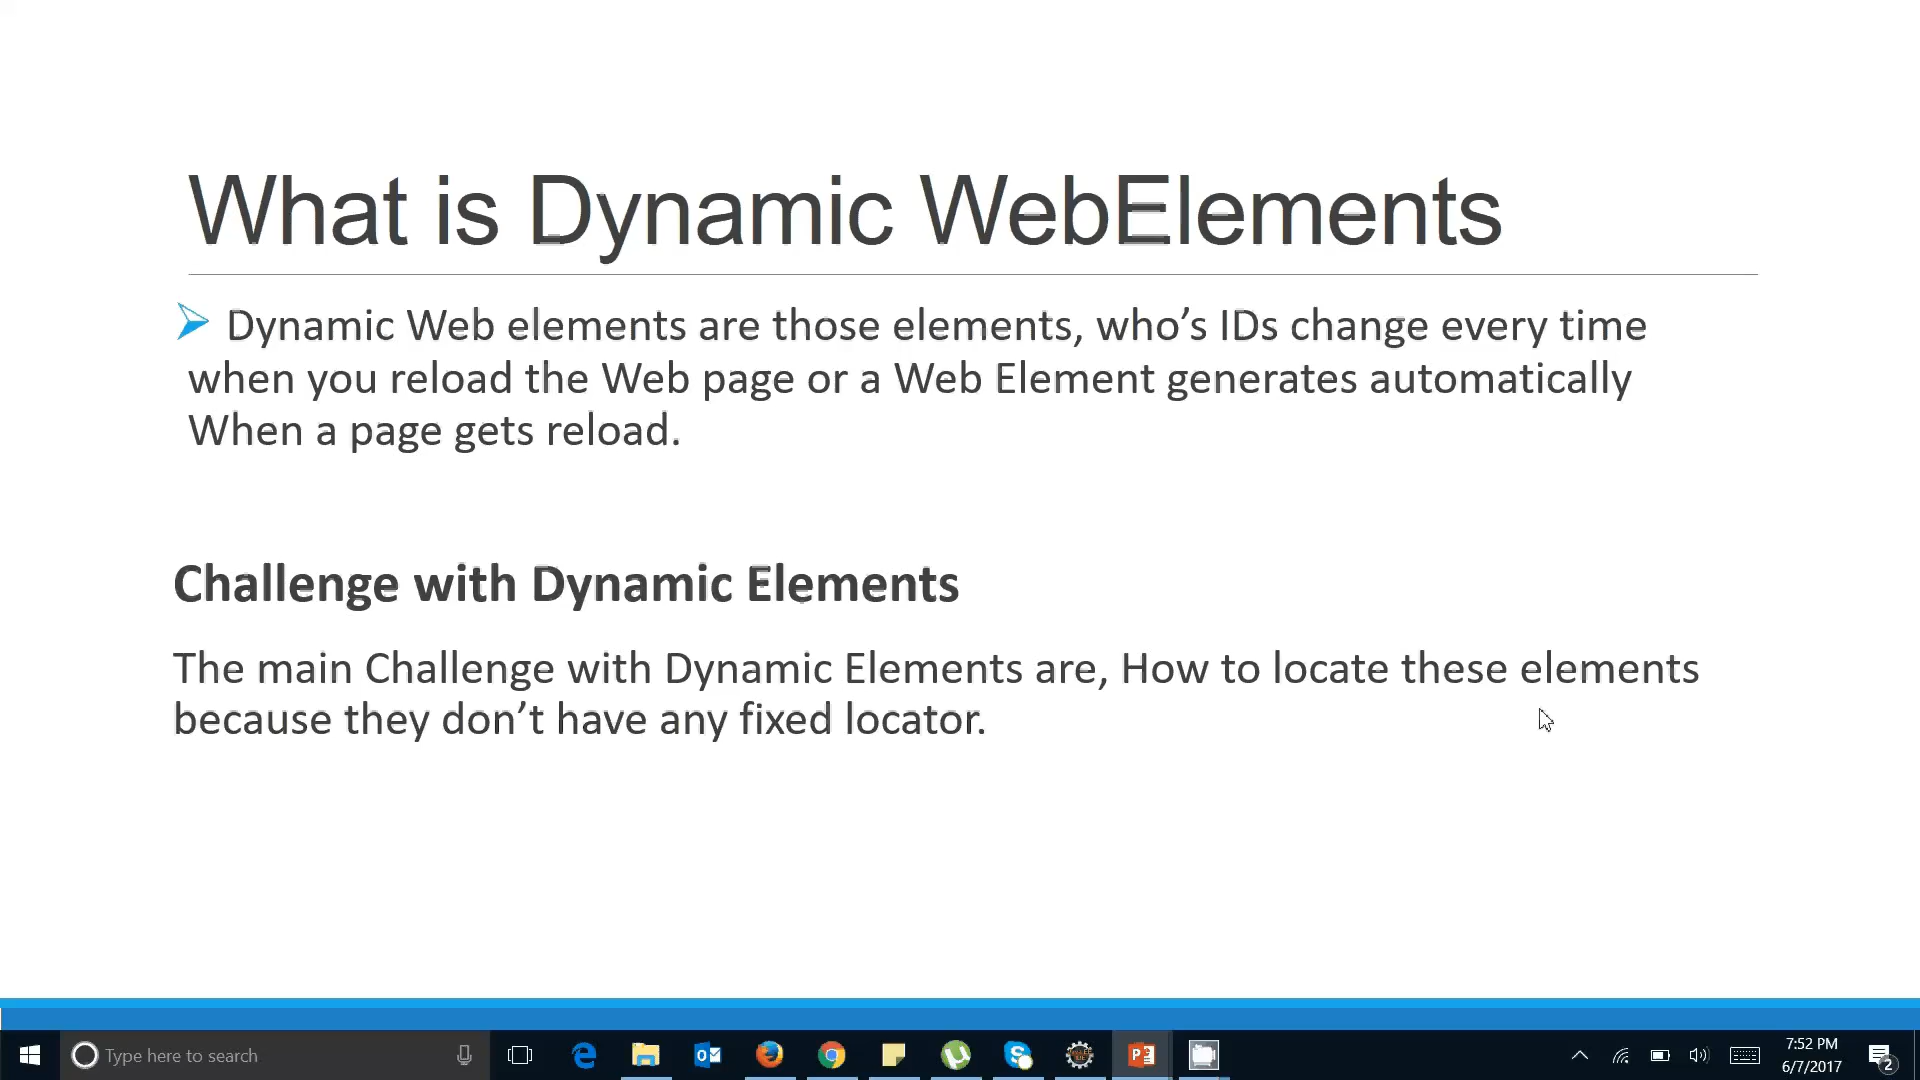 What is Dynamic WebElements
Dynamic Web elements are those elements, who’s IDs change every time
when you reload the Web page or a Web Element generates automatically
When a page gets reload.
Challenge with Dynamic Elements
The main Challenge with Dynamic Elements are, How to locate these elements
because they don’t have any fixed locator.
Type here to search
7:52 PM
6/7/2017
2